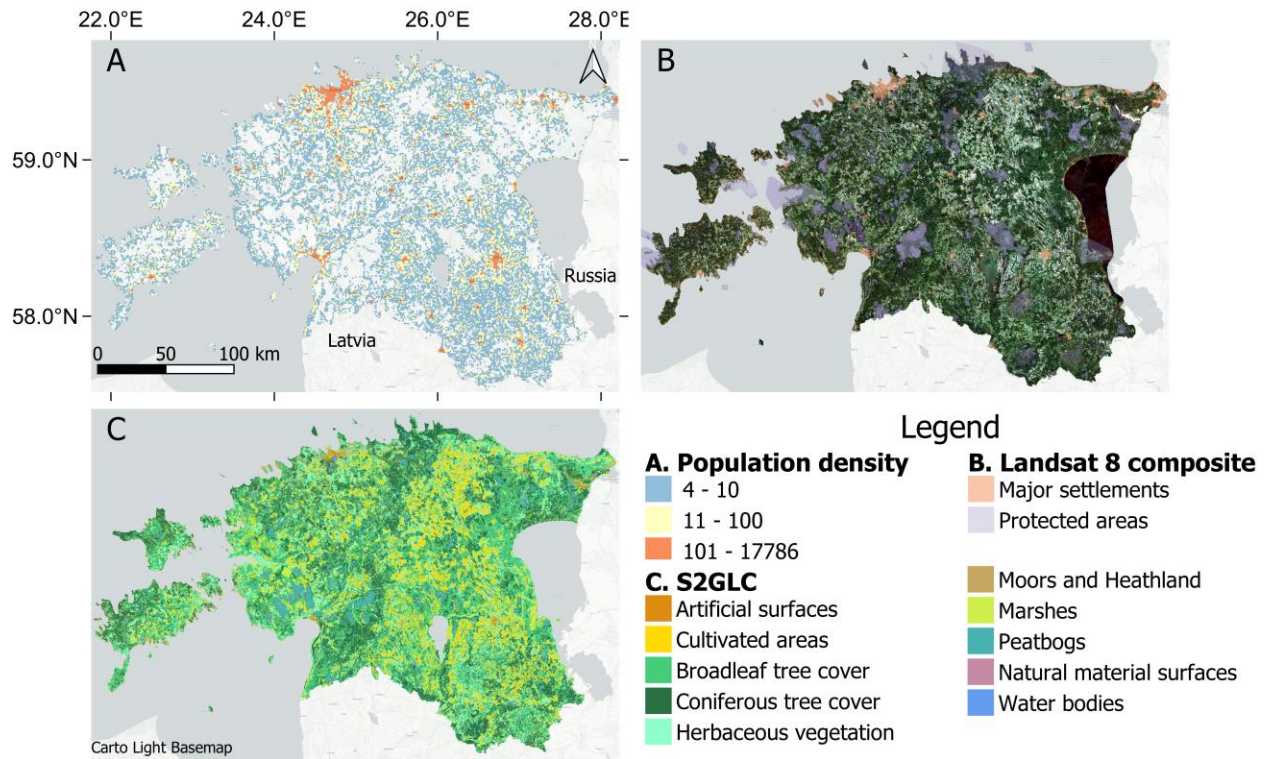 22.0°E 24.0°E 26.0°E 28.0°E
A
B
59.0°N
58.0°N
Russia
Latvia
0 50 100 km
C
Carto Light Basemap
Legend
A. Population density
4 - 10
11 - 100
101 - 17786
C. S2GLC
Artificial surfaces
Cultivated areas
Broadleaf tree cover
Coniferous tree cover
Herbaceous vegetation
B. Landsat 8 composite
Major settlements
Protected areas
Moors and Heathland
Marshes
Peatbogs
Natural material surfaces
Water bodies